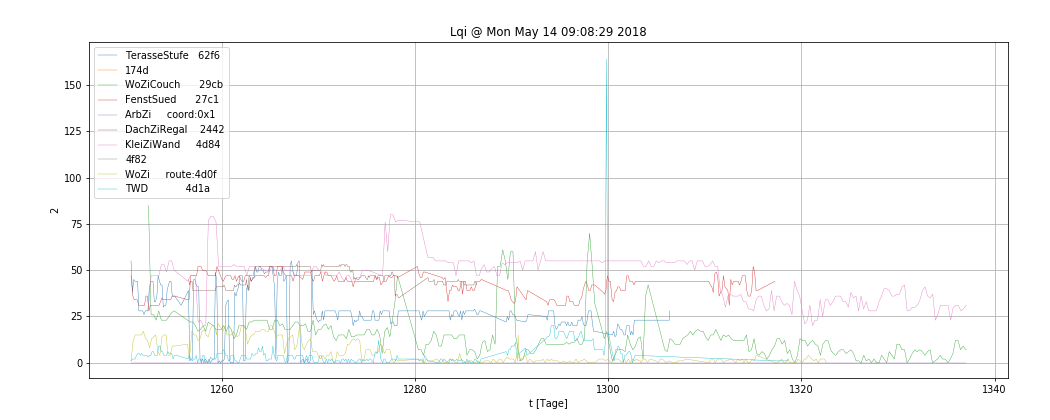 Lqi @ Mon May 14 09:08:29 2018
TerasseStufe 62f6
174d
WoZiCouch 29cb
FenstSued 27c1
ArbZi coord:0x1
DachZiRegal 2442
KleiZiWand 4d84
4f82
WoZi route:4d0f
TWD 4d1a
150
125
100
75
50
25
0
2
1260 1280 1300 1320 1340
t [Tage]